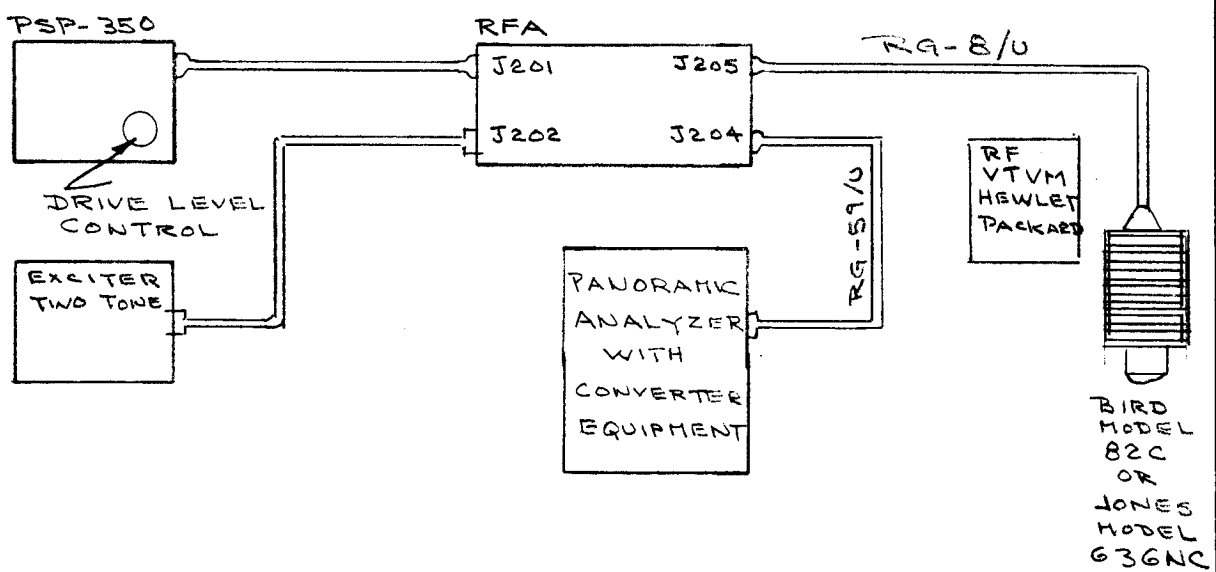 PSP-350
RFA
RG-8/U
J201
J205
J202
J204
DRIVE LEVEL
CONTROL
RF
VTVM
HEWLET
PACKARD
RG-59/U
EXCITER
TWO TONE
PANORAMIC
ANALYZER
WITH
CONVERTER
EQUIPMENT
BIRD
MODEL
82C
OR
JONES
MODEL
636NC